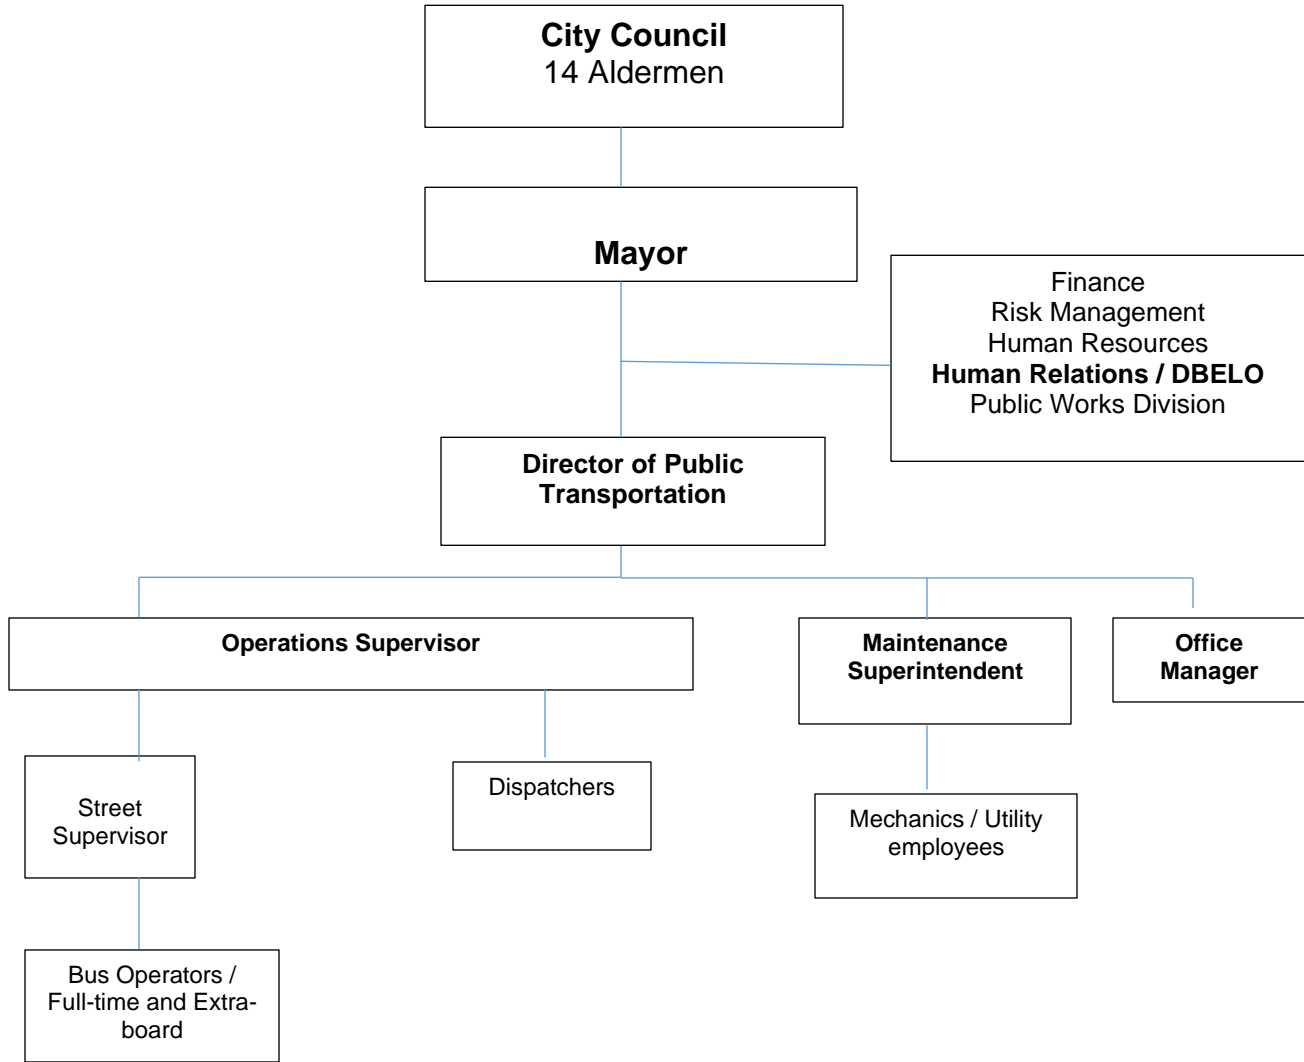 City Council
14 Aldermen
Mayor
Finance
Risk Management
Human Resources
Human Relations / DBELO
Public Works Division
Director of Public
Transportation
Operations Supervisor
Maintenance
Superintendent
Office
Manager
Street
Supervisor
Dispatchers
Mechanics / Utility
employees
Bus Operators /
Full-time and Extra-
board